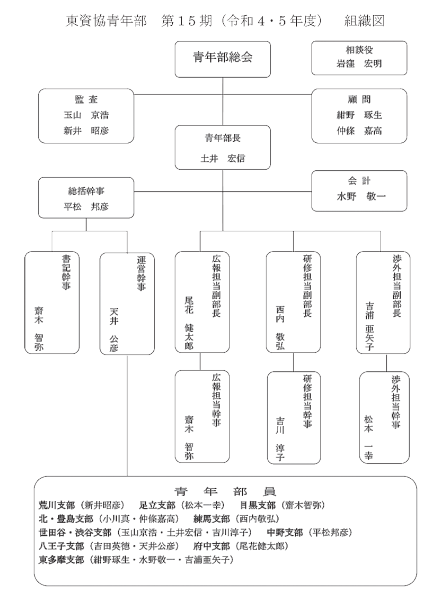 東資協青年部　第１５期（令和４・５年度）　組織図
青年部総会
相談役
岩窪　宏明
監 査
玉山　京浩
新井　昭彦
顧 問
紺野　琢生
仲條　嘉高
青年部長
土井　宏信
総括幹事
平松　邦彦
会 計
水野　敬一
書記幹事
齋木　智弥
運営幹事
天井　公彦
広報担当副部長
尾花　健太郎
研修担当副部長
西内　敬弘
渉外担当副部長
吉浦　亜矢子
広報担当幹事
齋木　智弥
研修担当幹事
吉川　淳子
渉外担当幹事
松本　一幸
青 年 部 員
荒川支部（新井昭彦）　足立支部（松本一幸）　目黒支部（齋木智弥）
北・豊島支部（小川真・仲條嘉高）　練馬支部（西内敬弘）
世田谷・渋谷支部（玉山京浩・土井宏信・吉川淳子）　中野支部（平松邦彦）
八王子支部（吉田英徳・天井公彦）　府中支部（尾花健太郎）
東多摩支部（紺野琢生・水野敬一・吉浦亜矢子）